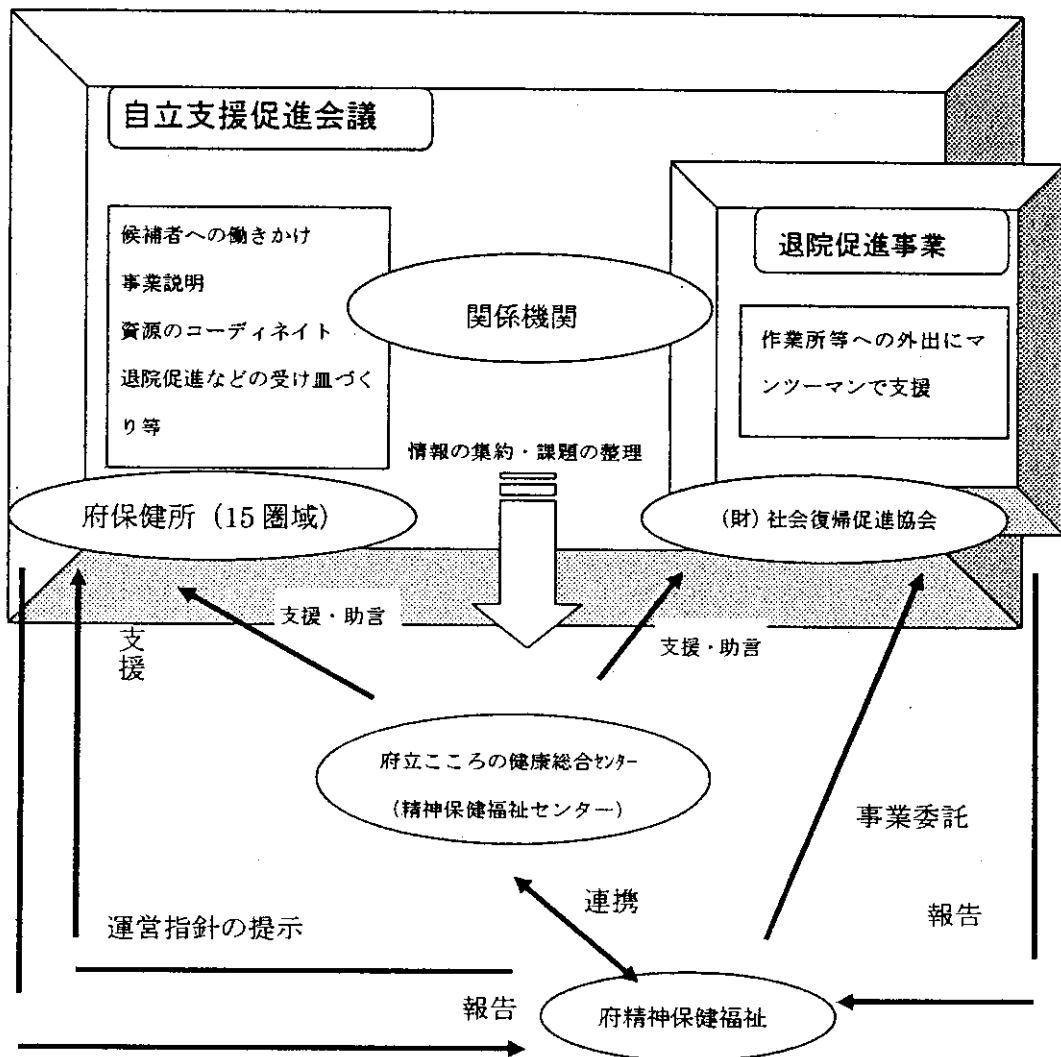 自立支援促進会議
候補者への働きかけ
事業説明
資源のコーディネイト
退院促進などの受け皿づく
り等
関係機関
退院促進事業
作業所等への外出にマ
ンツーマンで支援
情報の集約・課題の整理
府保健所（15圏域）
(財)社会復帰促進協会
支援・助言
支援・助言
支援
府立こころの健康総合ｾﾝﾀｰ
(精神保健福祉センター)
事業委託
連携
報告
運営指針の提示
報告
府精神保健福祉